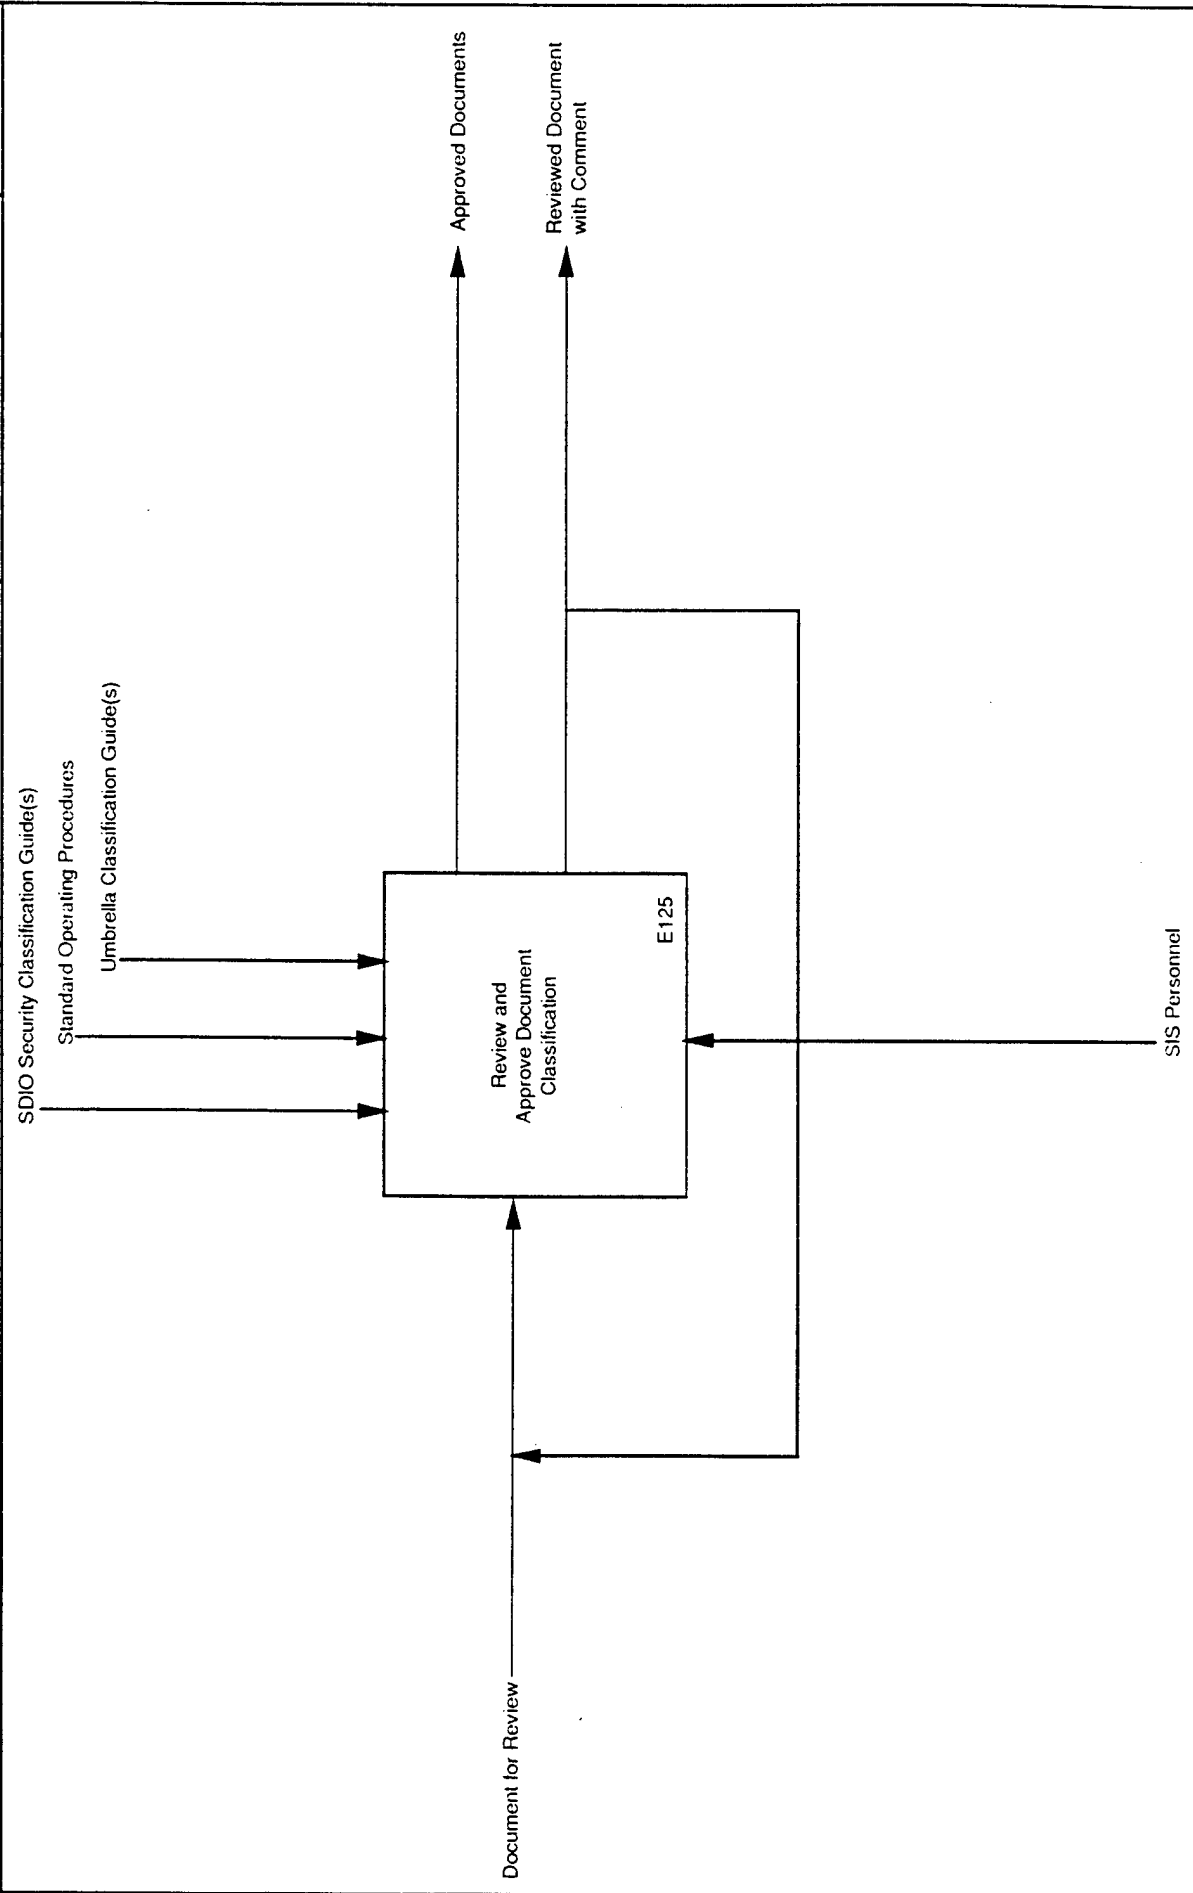 SDIO Security Classification Guide(s)
Standard Operating Procedures
Umbrella Classification Guide(s)
Document for Review
Review and
Approve Document
Classification
E125
Approved Documents
Reviewed Document
with Comment
SIS Personnel